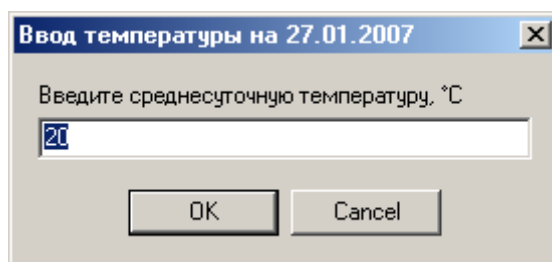 Ввод температуры на 27.01.2007
Введите среднесуточную температуру, °C
20
OK
Cancel